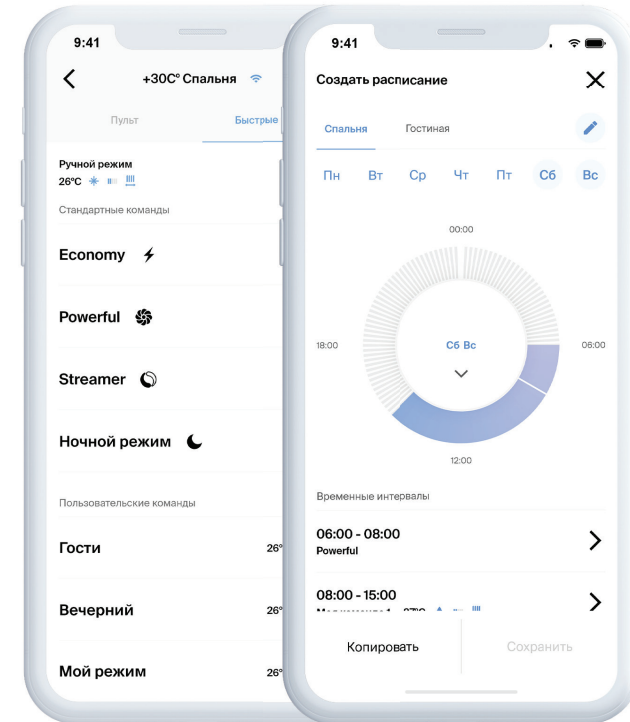 9:41
+30C° Спальня
Пульт
Быстрые
Ручной режим
26°C
Стандартные команды
Economy
Powerful
Streamer
Ночной режим
Пользовательские команды
Гости
26°
Вечерний
26°
Мой режим
26°
9:41
Создать расписание
Спальня
Гостиная
Пн Вт Ср Чт Пт Сб Вс
00:00
18:00
Сб Вс
06:00
12:00
Временные интервалы
06:00 - 08:00
Powerful
08:00 - 15:00
Копировать
Сохранить